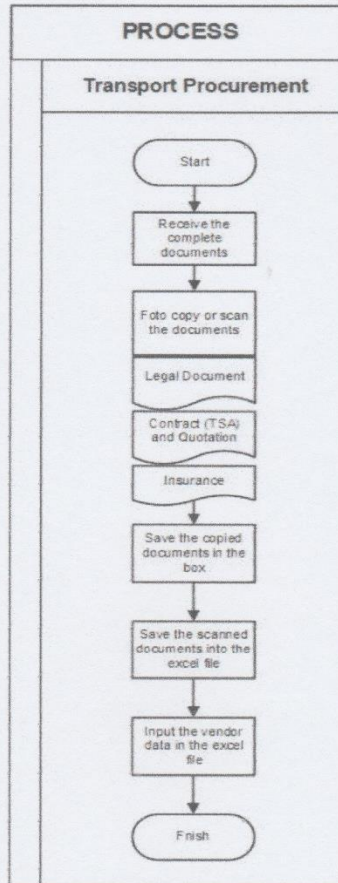 PROCESS
Transport Procurement
Start
Receive the
complete
documents
Foto copy or scan
the documents
Legal Document
Contract (TSA)
and Quotation
Insurance
Save the copied
documents in the
box
Save the scanned
documents into the
excel file
Input the vendor
data in the excel
file
Fnish